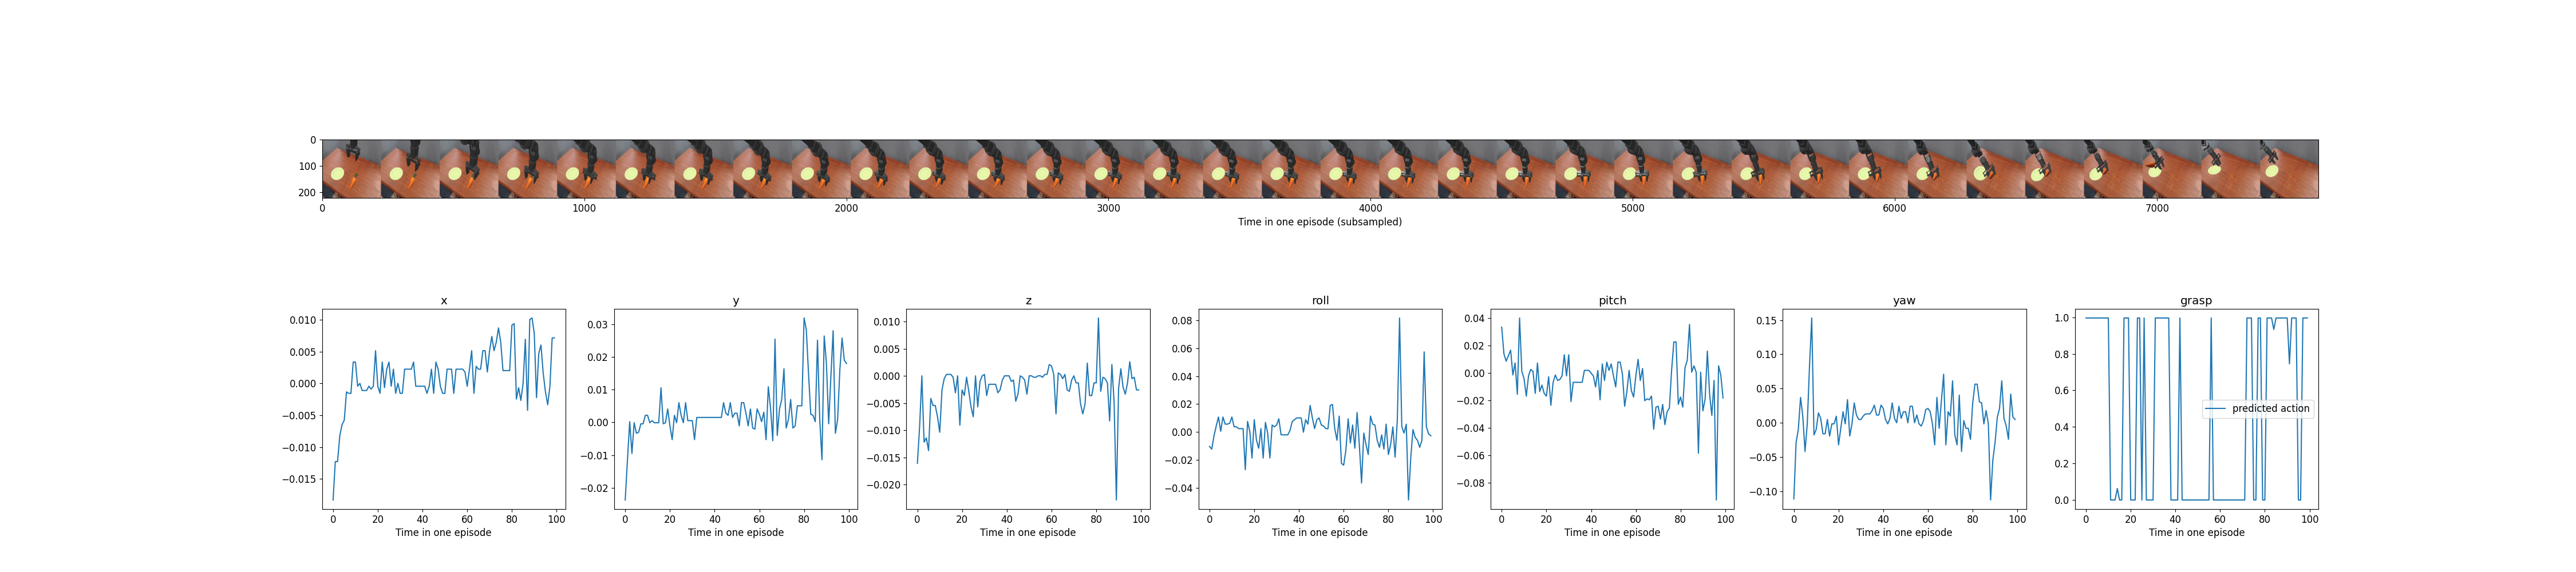 0
100
200
0 1000 2000 3000 4000 5000 6000 7000
Time in one episode (subsampled)
x y z roll pitch yaw grasp
0.010
0.005
0.000
−0.005
−0.010
−0.015
0 20 40 60 80 100
Time in one episode
0.03
0.02
0.01
0.00
−0.01
−0.02
0 20 40 60 80 100
Time in one episode
0.010
0.005
0.000
−0.005
−0.010
−0.015
−0.020
0 20 40 60 80 100
Time in one episode
0.08
0.06
0.04
0.02
0.00
−0.02
−0.04
0 20 40 60 80 100
Time in one episode
0.04
0.02
0.00
−0.02
−0.04
−0.06
−0.08
0 20 40 60 80 100
Time in one episode
0.15
0.10
0.05
0.00
−0.05
−0.10
0 20 40 60 80 100
Time in one episode
1.0
0.8
0.6
0.4
0.2
0.0
predicted action
0 20 40 60 80 100
Time in one episode